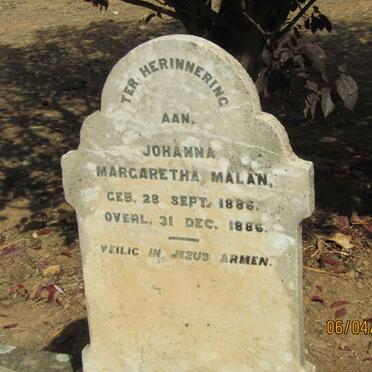 TER HERINNERING
AAN.
JOHANNA
MARGARETHA MALAN,
GEB. 28 SEPT. 1886.
OVERL. 31 DEC. 1886.
VEILIG IN JEZUS ARMEN.
06/04/